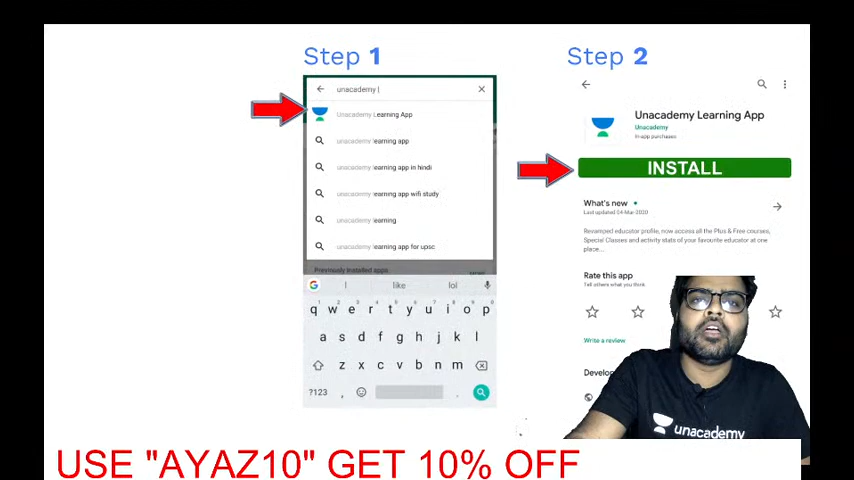 Step 1
unacademy
Unacademy Learning App
unacademy learning app
unacademy learning app in hindi
unacademy learning app wifi study
unacademy learning
unacademy learning app for upsc
Previously installed apps
I like lol
q w e r t y u i o p
a s d f g h j k l
z x c v b n m
?123 , .
Step 2
Unacademy Learning App
Unacademy
In-app purchases
INSTALL
What's new
Last updated 04-Mar-2020
Revamped educator profile, now access all the Plus & Free courses,
Special Classes and activity stats of your favourite educator at one
place...
Rate this app
Tell others what you think
Write a review
unacademy
USE "AYAZ10" GET 10% OFF